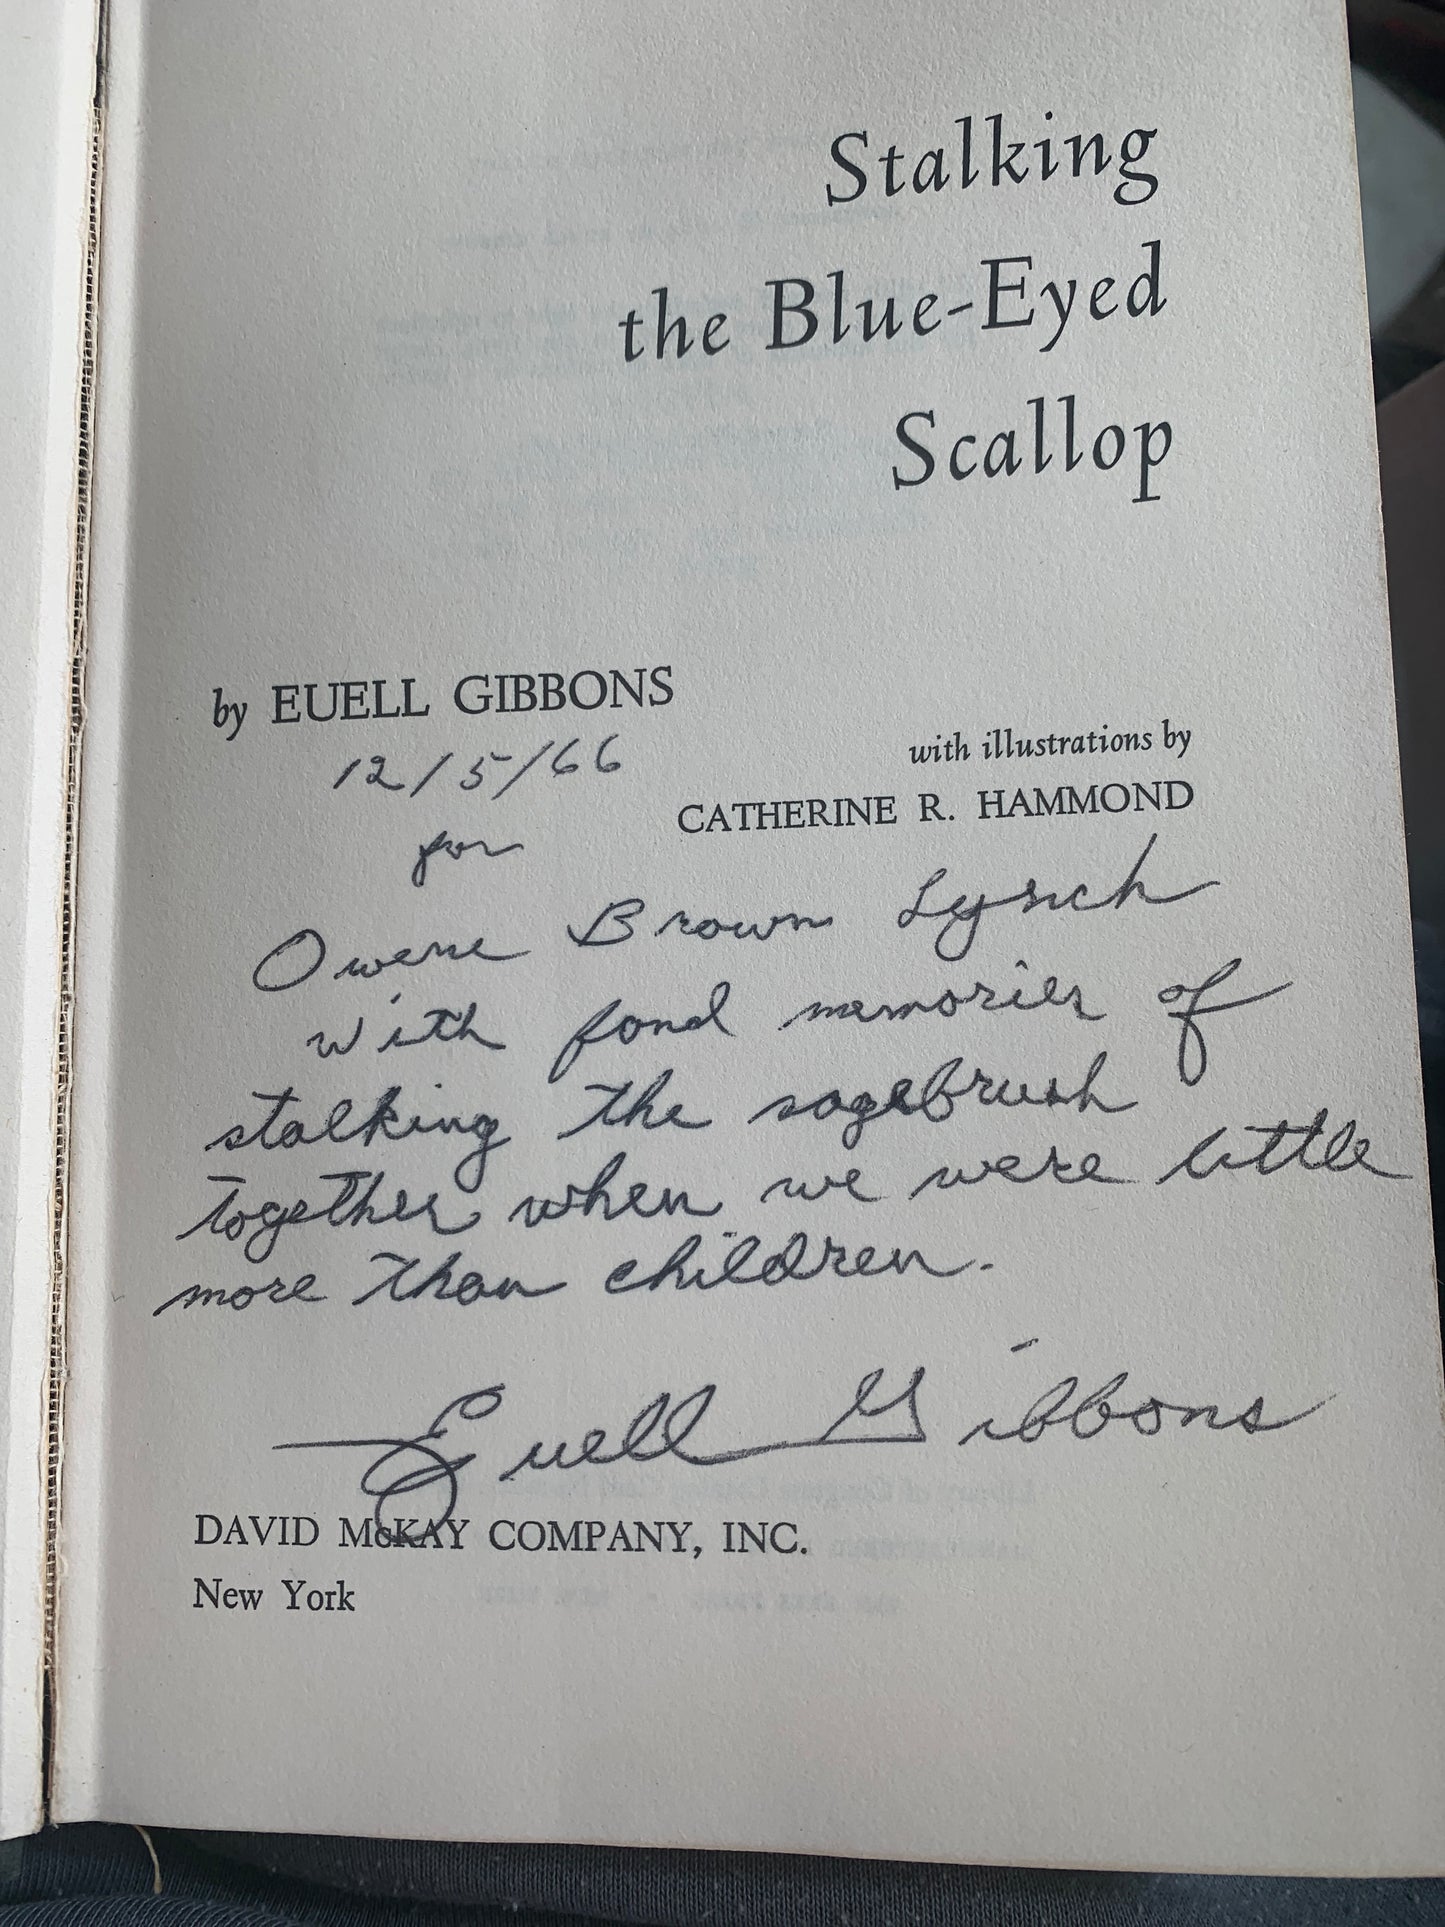 Stalking
the Blue-Eyed
Scallop
by EUELL GIBBONS
with illustrations by
CATHERINE R. HAMMOND
12/5/66
for
Owene Brown Lynch
with fond memories of
stalking the sagebrush
together when we were little
more than children.
Euell Gibbons
DAVID McKAY COMPANY, INC.
New York